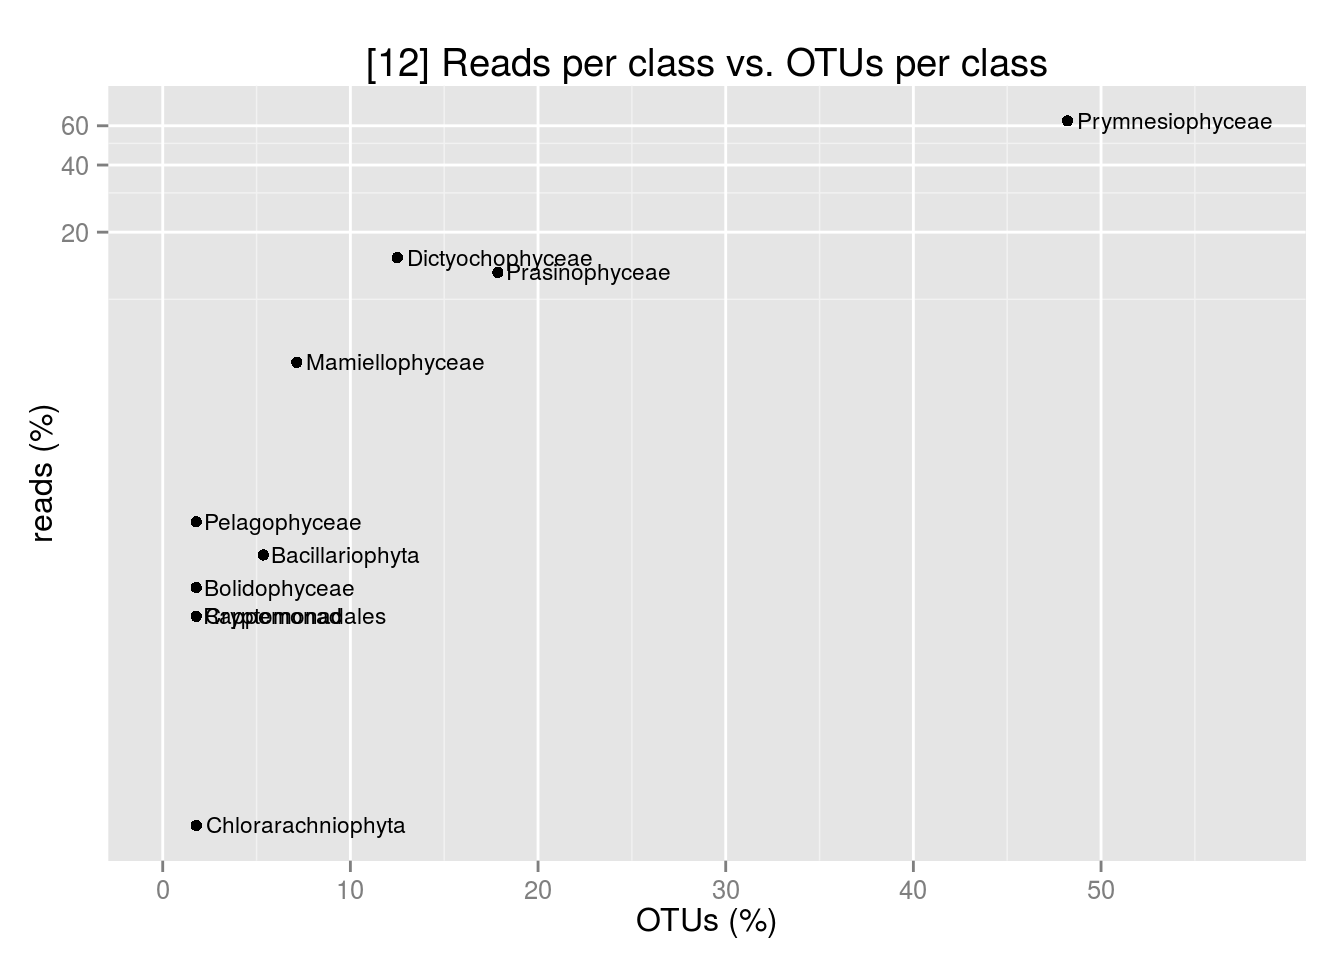 [12] Reads per class vs. OTUs per class
60
Prymnesiophyceae
40
20
Dictyochophyceae
Prasinophyceae
Mamiellophyceae
reads (%)
Pelagophyceae
Bacillariophyta
Bolidophyceae
Chlorarachniophyta
0 10 20 30 40 50
OTUs (%)